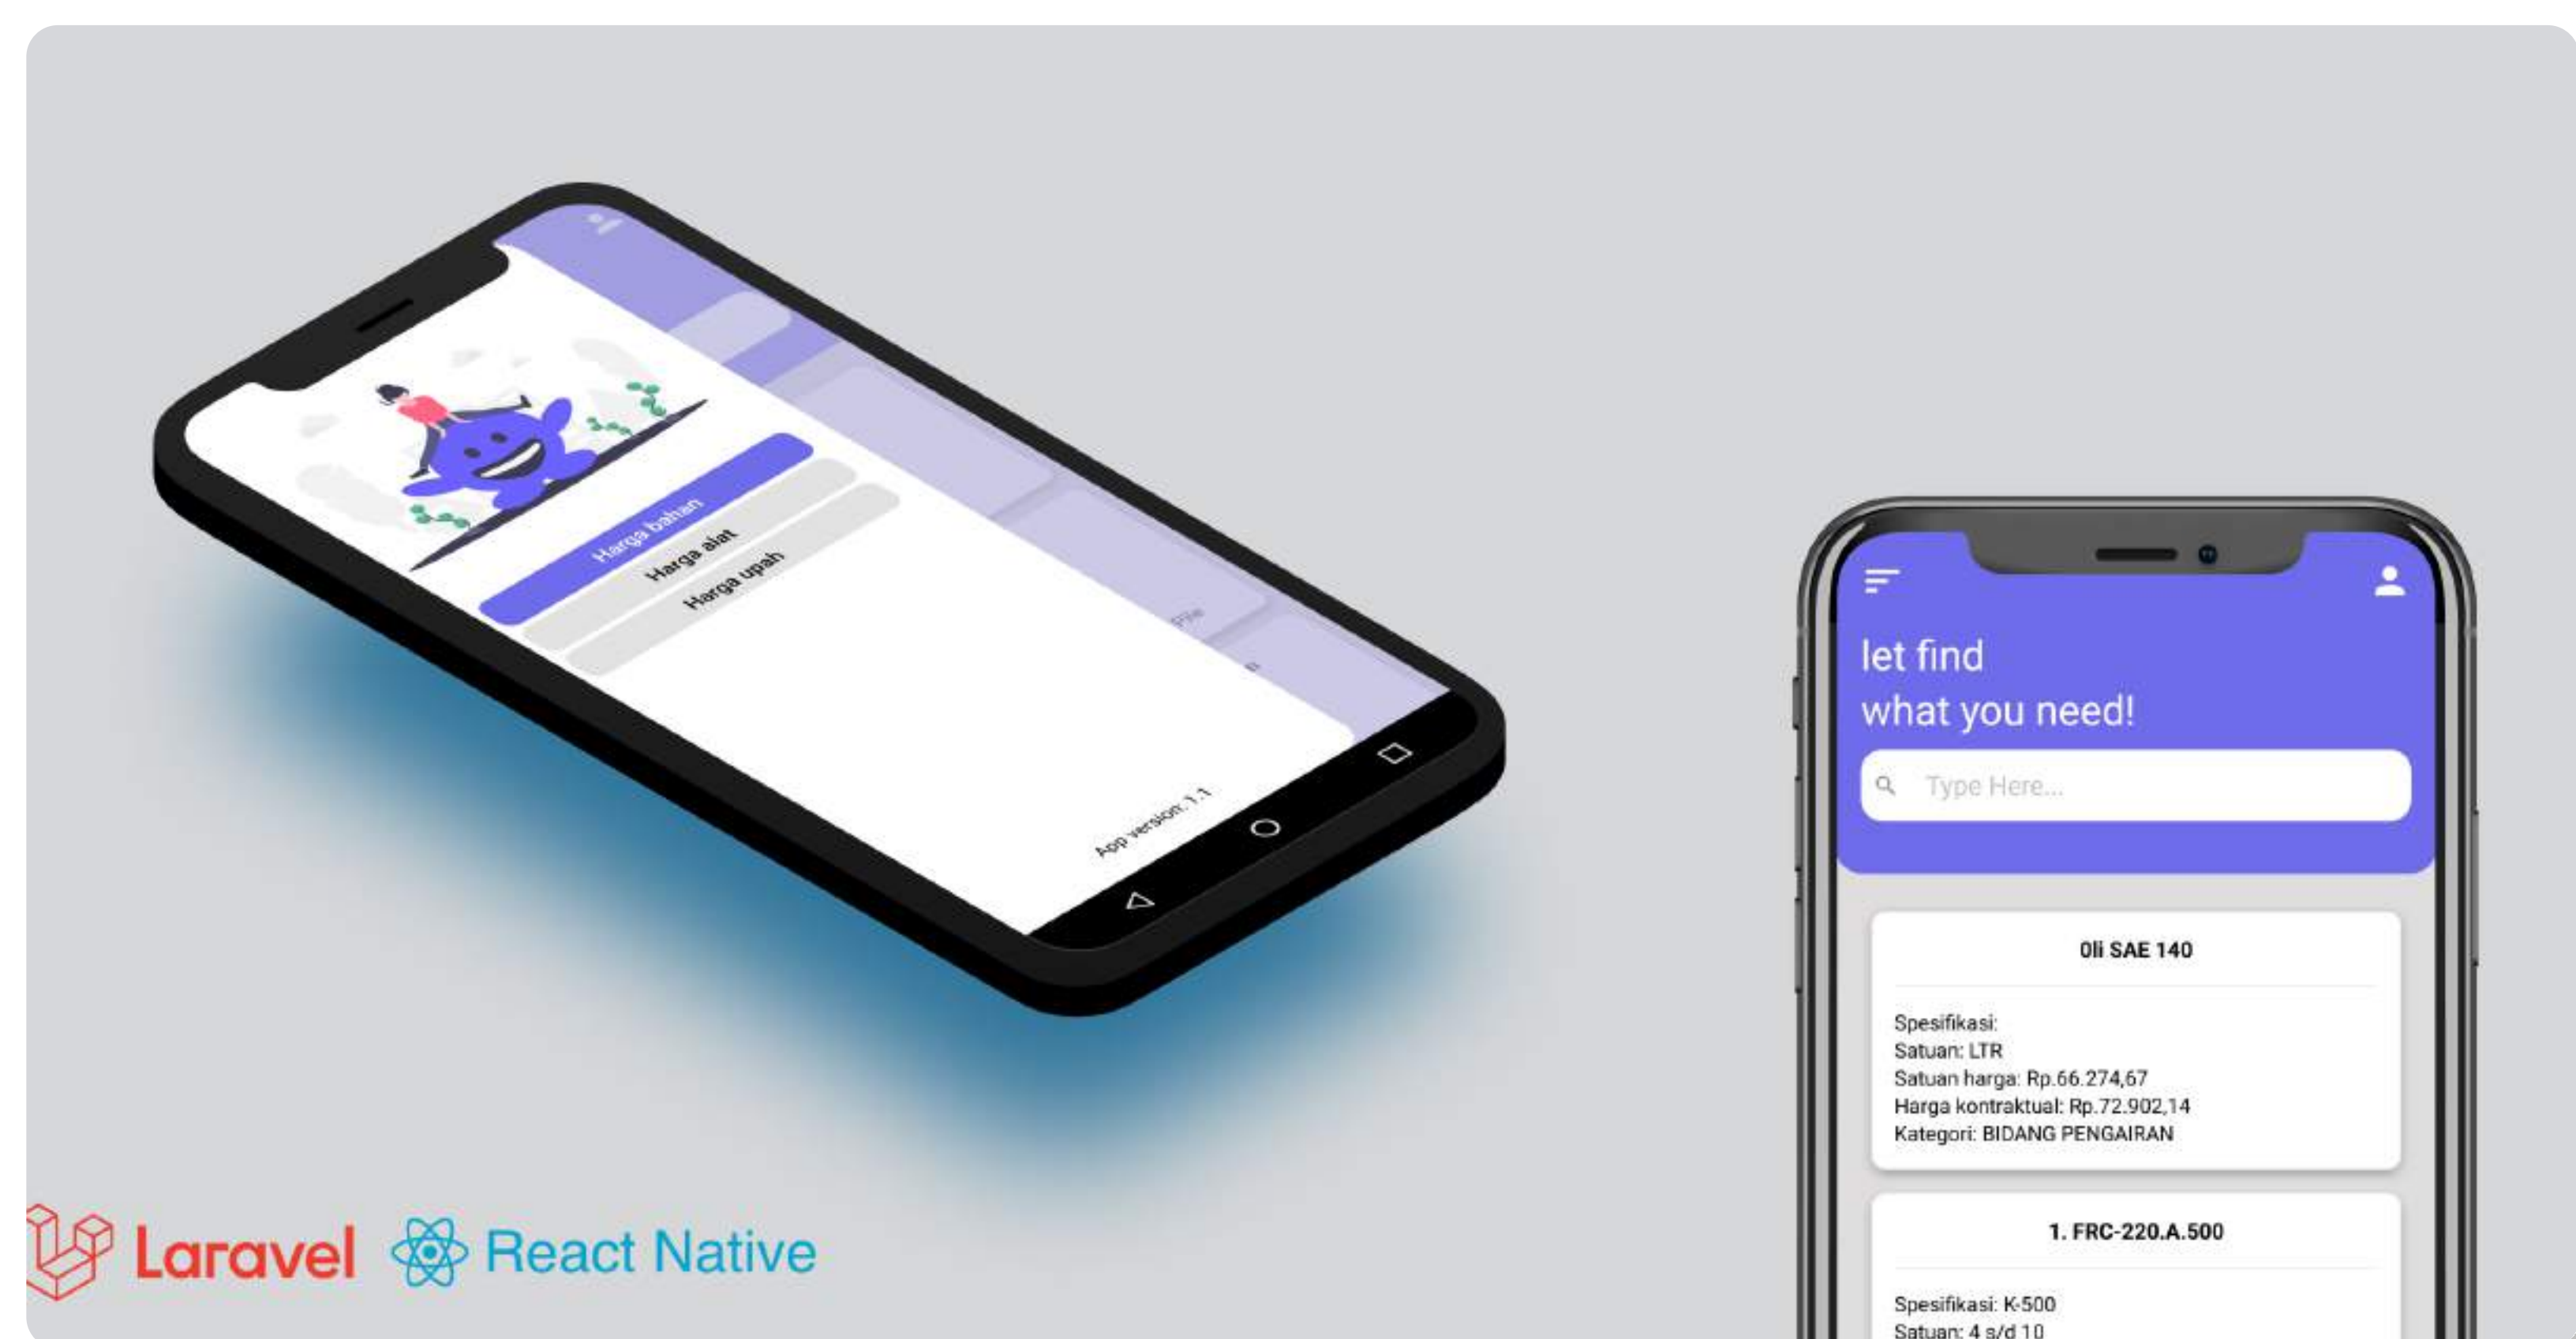 Harga bahan
Harga alat
Harga upah
Pile
App version: 1.1
Laravel
React Native
let find
what you need!
Type Here...
0li SAE 140
Spesifikasi:
Satuan: LTR
Satuan harga: Rp.66.274,67
Harga kontraktual: Rp.72.902,14
Kategori: BIDANG PENGAIRAN
1. FRC-220.A.500
Spesifikasi: K-500
Satuan: 4 s/d 10